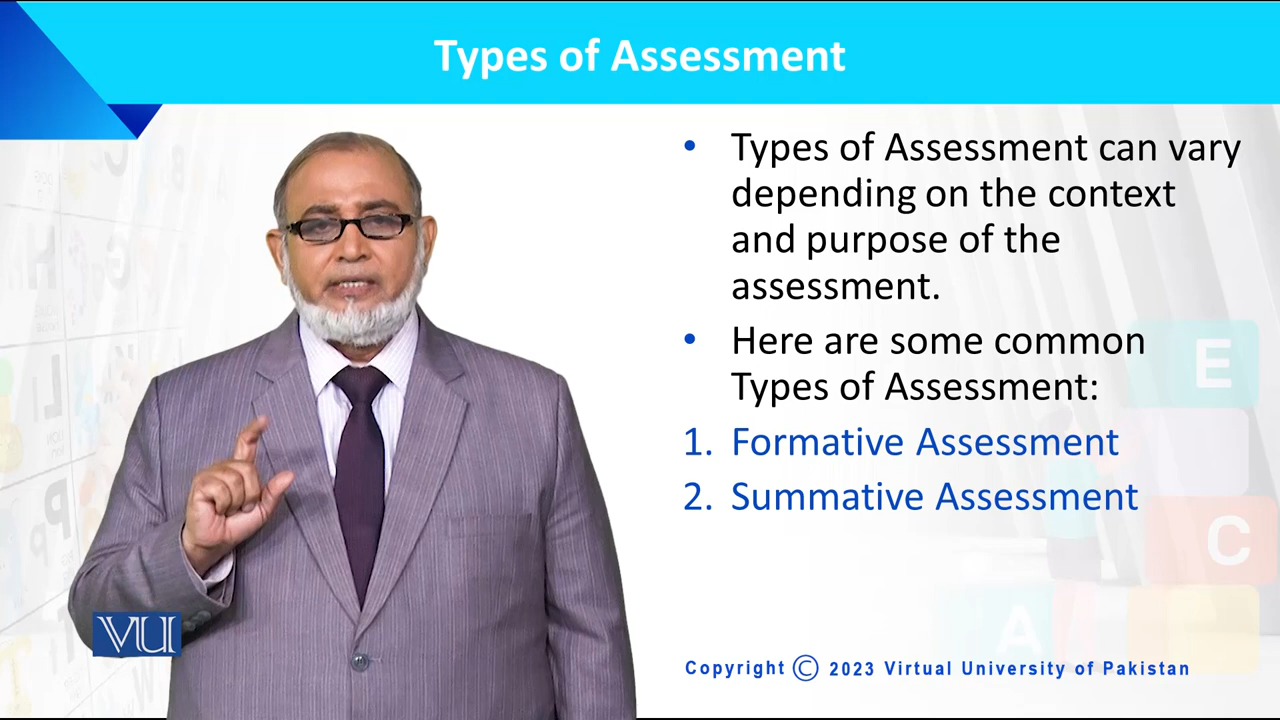 Types of Assessment
• Types of Assessment can vary
depending on the context
and purpose of the
assessment.
• Here are some common
Types of Assessment:
1. Formative Assessment
2. Summative Assessment
E
C
A
VU
Copyright © 2023 Virtual University of Pakistan